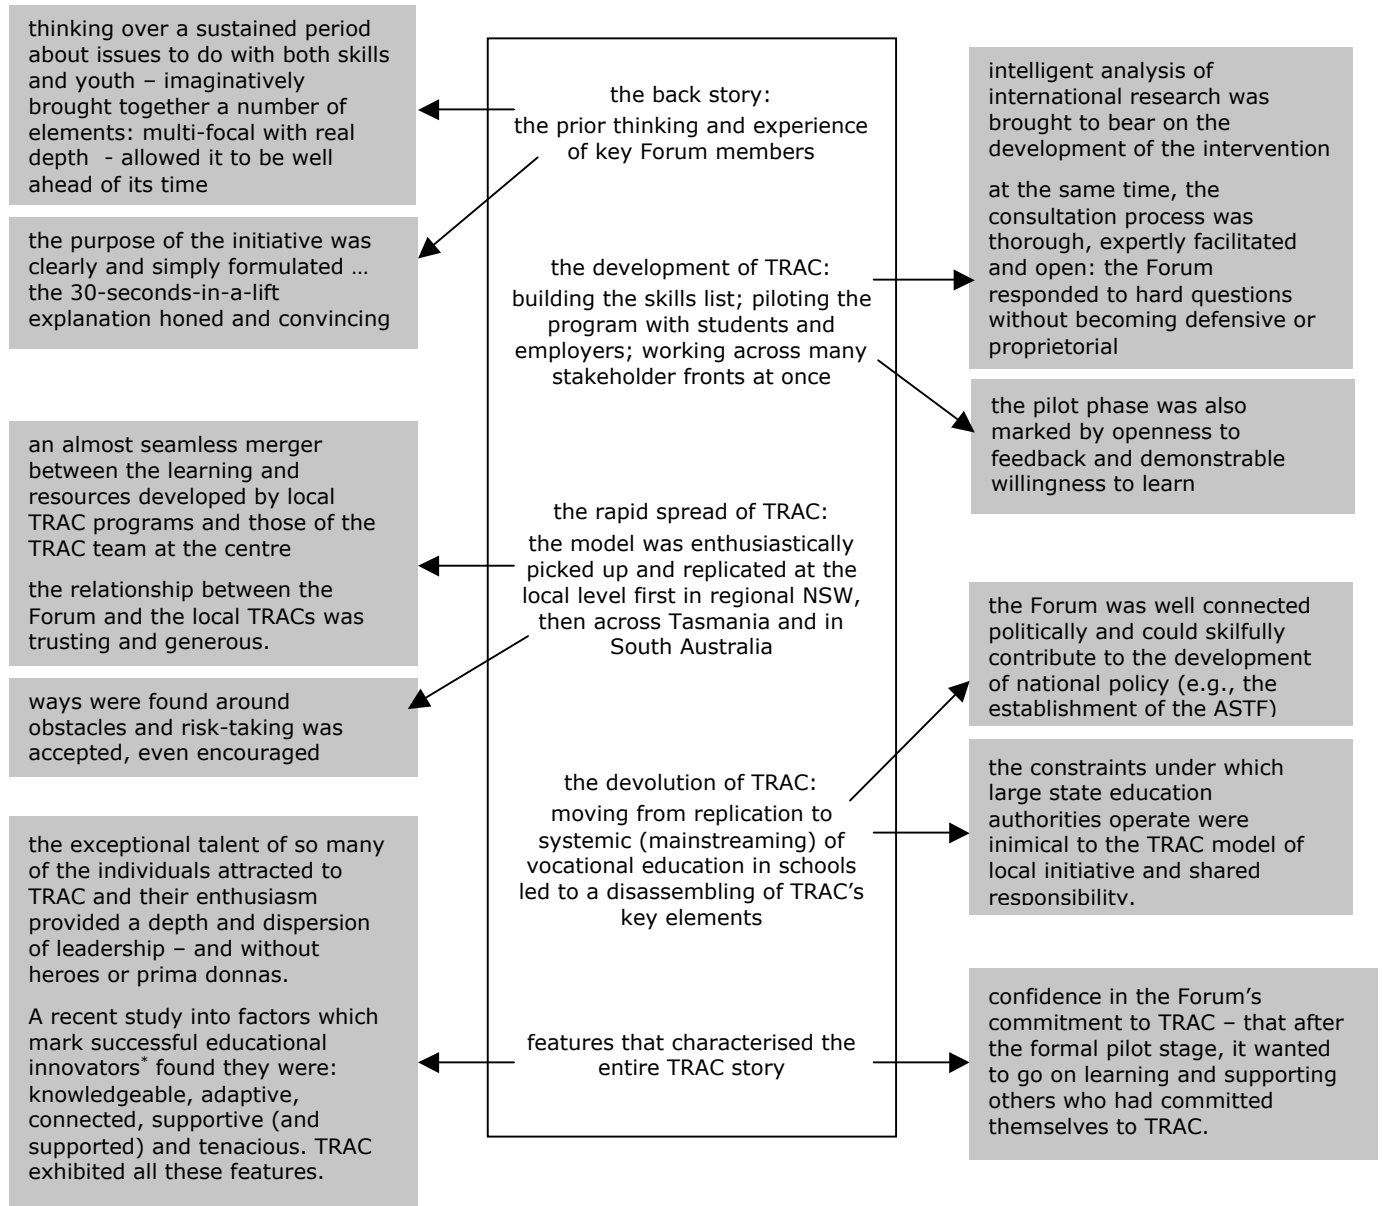 thinking over a sustained period
about issues to do with both skills
and youth – imaginatively
brought together a number of
elements: multi-focal with real
depth  - allowed it to be well
ahead of its time
the purpose of the initiative was
clearly and simply formulated …
the 30-seconds-in-a-lift
explanation honed and convincing
the back story:
the prior thinking and experience
of key Forum members
intelligent analysis of
international research was
brought to bear on the
development of the intervention
at the same time, the
consultation process was
thorough, expertly facilitated
and open: the Forum
responded to hard questions
without becoming defensive or
proprietorial
the development of TRAC:
building the skills list; piloting the
program with students and
employers; working across many
stakeholder fronts at once
the pilot phase was also
marked by openness to
feedback and demonstrable
willingness to learn
an almost seamless merger
between the learning and
resources developed by local
TRAC programs and those of the
TRAC team at the centre
the relationship between the
Forum and the local TRACs was
trusting and generous.
ways were found around
obstacles and risk-taking was
accepted, even encouraged
the rapid spread of TRAC:
the model was enthusiastically
picked up and replicated at the
local level first in regional NSW,
then across Tasmania and in
South Australia
the Forum was well connected
politically and could skilfully
contribute to the development
of national policy (e.g., the
establishment of the ASTF)
the devolution of TRAC:
moving from replication to
systemic (mainstreaming) of
vocational education in schools
led to a disassembling of TRAC’s
key elements
the constraints under which
large state education
authorities operate were
inimical to the TRAC model of
local initiative and shared
responsibility.
the exceptional talent of so many
of the individuals attracted to
TRAC and their enthusiasm
provided a depth and dispersion
of leadership – and without
heroes or prima donnas.
A recent study into factors which
mark successful educational
innovators* found they were:
knowledgeable, adaptive,
connected, supportive (and
supported) and tenacious. TRAC
exhibited all these features.
features that characterised the
entire TRAC story
confidence in the Forum’s
commitment to TRAC – that after
the formal pilot stage, it wanted
to go on learning and supporting
others who had committed
themselves to TRAC.